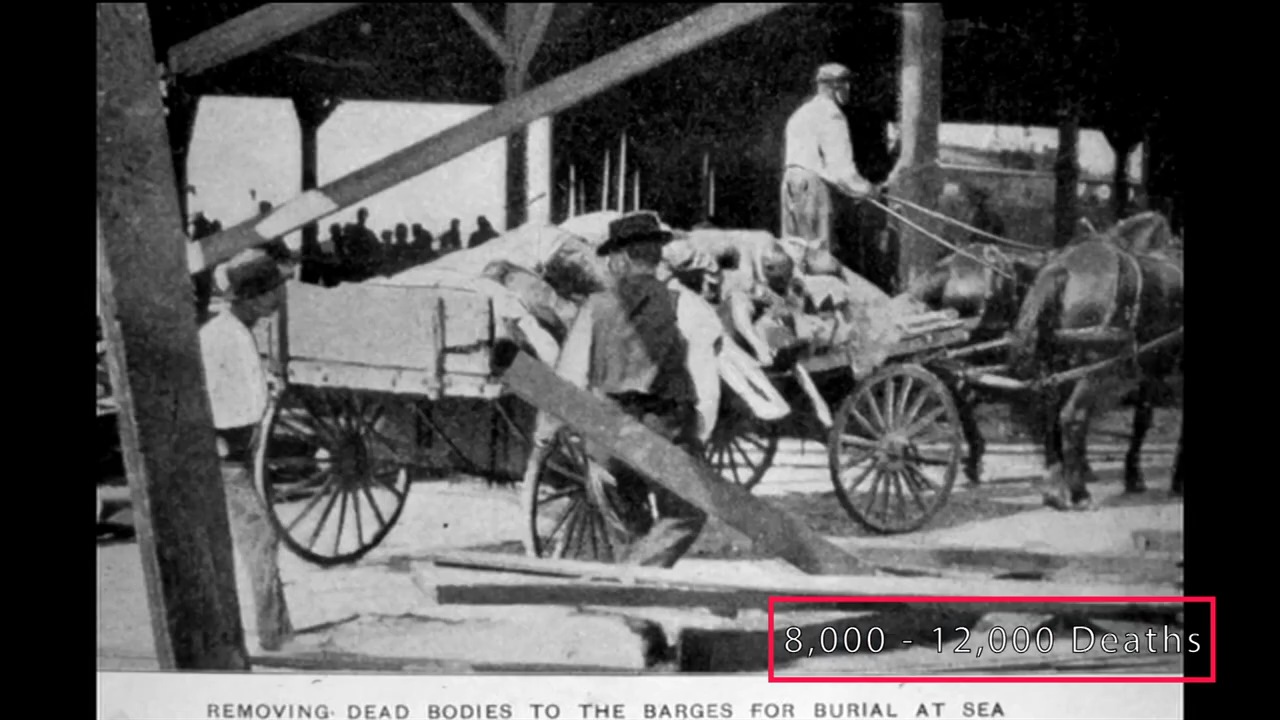 8,000 - 12,000 Deaths
REMOVING DEAD BODIES TO THE BARGES FOR BURIAL AT SEA